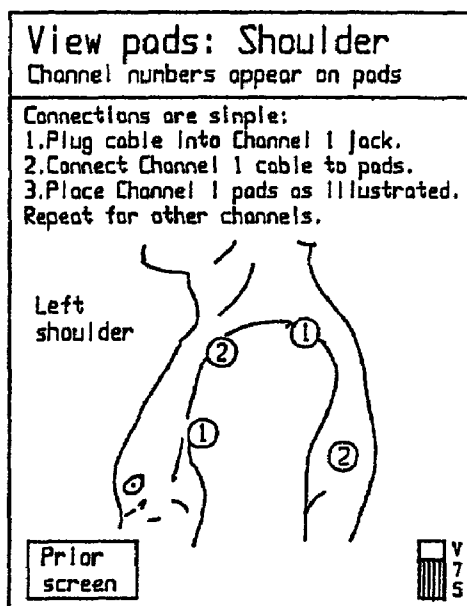 View pads: Shoulder
Channel numbers appear on pads
Connections are simple:
1.Plug cable into Channel 1 jack.
2.Connect Channel 1 cable to pads.
3.Place Channel 1 pads as illustrated.
Repeat for other channels.
Left
shoulder
1
2
1
2
Prior
screen
V
7
5